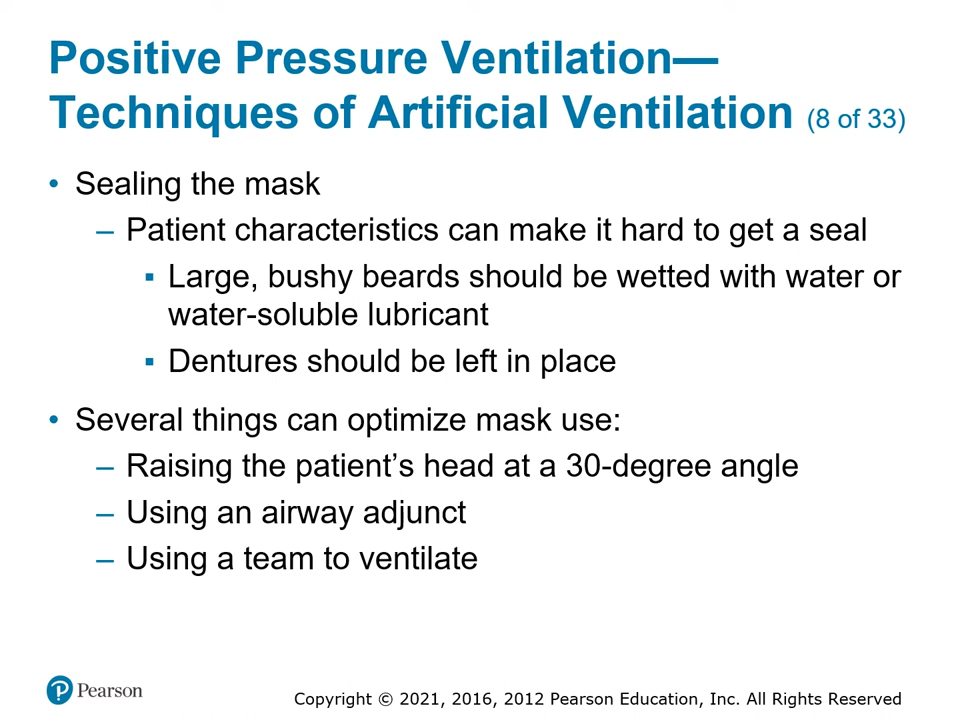 Positive Pressure Ventilation—
Techniques of Artificial Ventilation (8 of 33)
• Sealing the mask
– Patient characteristics can make it hard to get a seal
▪ Large, bushy beards should be wetted with water or
water-soluble lubricant
▪ Dentures should be left in place
• Several things can optimize mask use:
– Raising the patient’s head at a 30-degree angle
– Using an airway adjunct
– Using a team to ventilate
P Pearson
Copyright © 2021, 2016, 2012 Pearson Education, Inc. All Rights Reserved